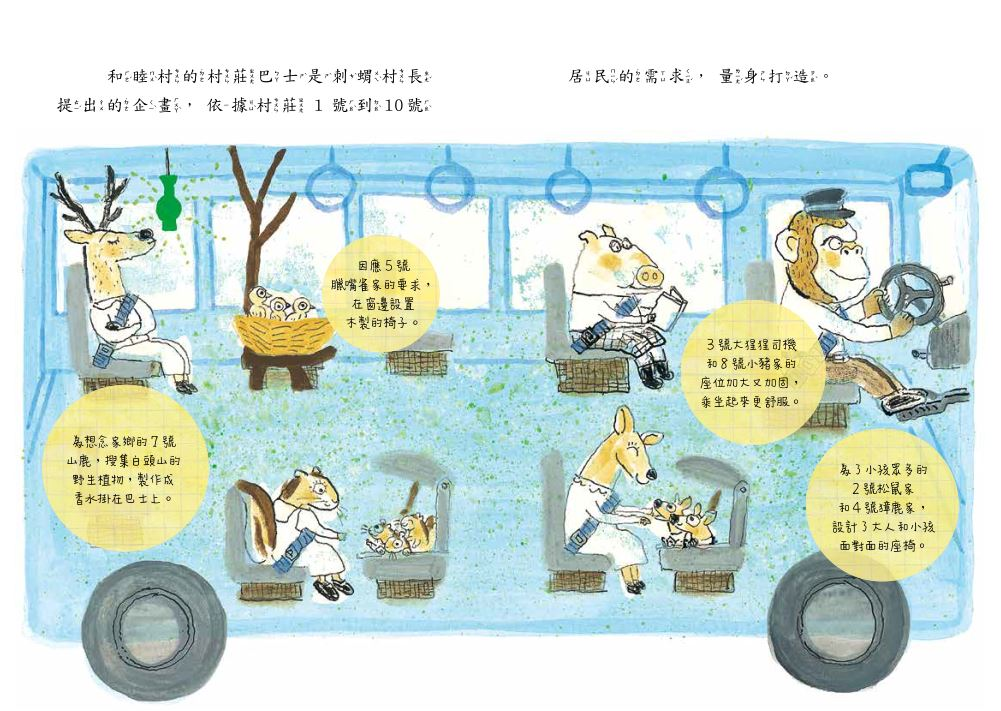 和睦村的村莊巴士是刺蝟村長
提出的企畫，依據村莊1號到10號
居民的需求，量身打造。
因應5號
臘嘴雀家的要求，
在窗邊設置
木製的椅子。
3號大猩猩司機
和8號小豬家的
座位加大又加固，
乘坐起來更舒服。
為想念家鄉的7號
山鹿，搜集白頭山的
野生植物，製作成
香水掛在巴士上。
為了小孩眾多的
2號松鼠家
和4號獐鹿家，
設計了大人和小孩
面對面的座椅。